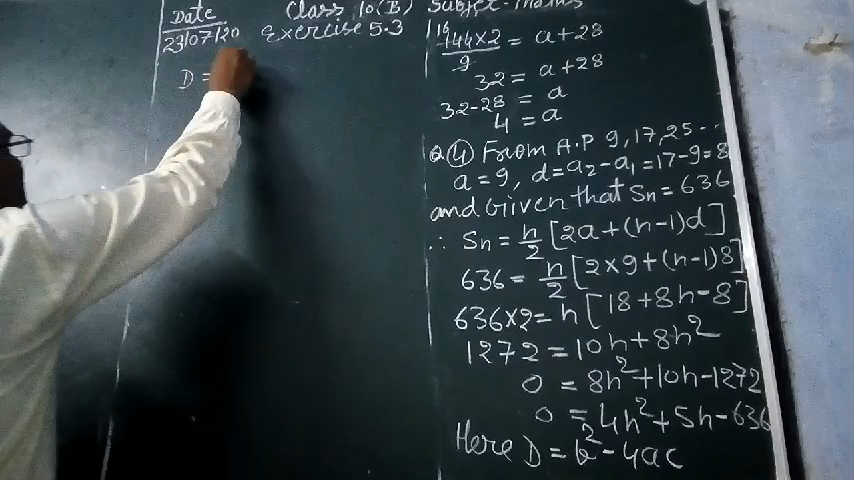 Class 10(B) Subject-maths
Date
23/07/20
Exercise 5.3
D =
144×2/9 = a+28
32 = a+28
32-28 = a
4 = a
Q.(4) From A.P 9, 17, 25...
a = 9, d = a₂-a₁ = 17-9 = 8
and Given that Sn = 636
∴ Sn = n/2 [2a+(n-1)d]
636 = n/2 [2×9+(n-1)8]
636×2 = n[18+8n-8]
1272 = 10n+8n²
0 = 8n²+10n-1272
0 = 4n²+5n-636
Here D = b²-4ac